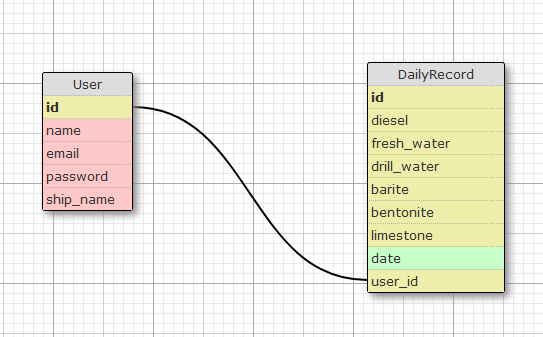 User
id
name
email
password
ship_name
DailyRecord
id
diesel
fresh_water
drill_water
barite
bentonite
limestone
date
user_id